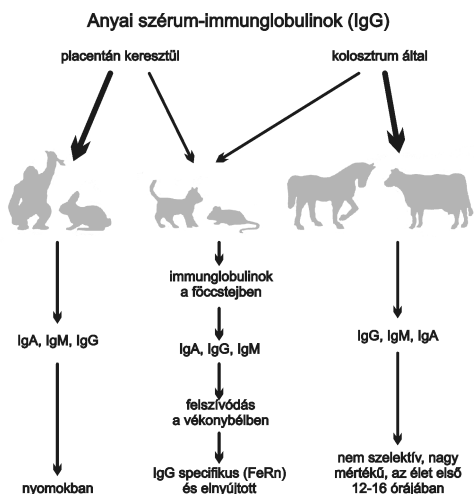 Anyai szérum-immunglobulinok (IgG)
placentán keresztül
kolosztrum által
immunglobulinok
a föccstejben
IgA, IgM, IgG
IgA, IgG, IgM
IgG, IgM, IgA
felszívódás
a vékonybélben
nyomokban
IgG specifikus (FeRn)
és elnyújtott
nem szelektív, nagy
mértékű, az élet első
12-16 órájában